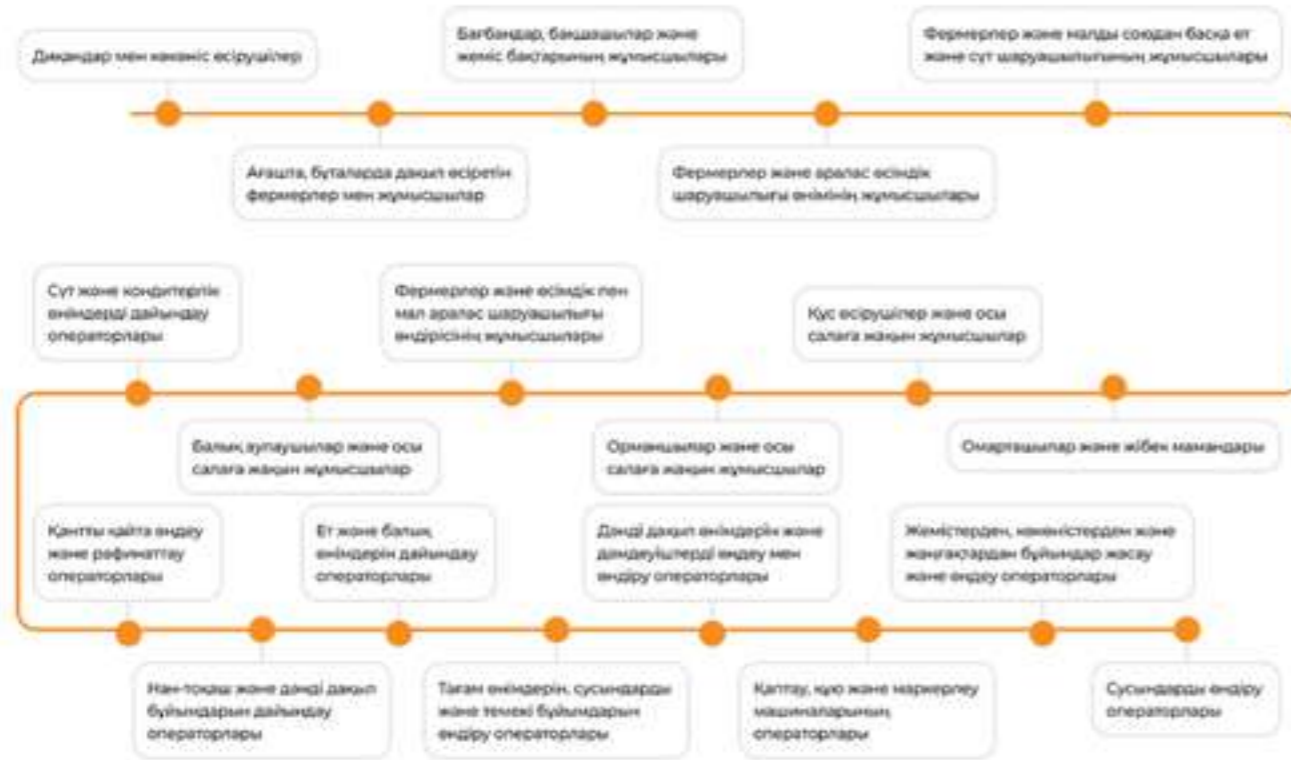 Диқандар мен көкөніс өсірушілер
Бағбандар, бақшашылар және
жеміс бақтарының жұмысшылары
Фермерлер және малды союдан басқа ет
және сүт шаруашылығының жұмысшылары
Ағашта, бұталарда дақыл өсіретін
фермерлер мен жұмысшылар
Фермерлер және аралас өсімдік
шаруашылығы өнімінің жұмысшылары
Сүт және кондитерлік
өнімдерді дайындау
операторлары
Фермерлер және өсімдік пен
мал аралас шаруашылығы
өндірісінің жұмысшылары
Құс өсірушілер және осы
салаға жақын жұмысшылар
Балық аулаушылар және осы
салаға жақын жұмысшылар
Орманшылар және осы
салаға жақын жұмысшылар
Омарташылар және жібек мамандары
Қантты қайта өңдеу
және рафинаттау
операторлары
Ет және балық
өнімдерін дайындау
операторлары
Дәнді дақыл өнімдерін және
дәмдеуіштерді өңдеу мен
өндіру операторлары
Жемістерден, көкөністерден және
жаңғақтардан бұйымдар жасау
және өңдеу операторлары
Нан-тоқаш және дәнді дақыл
бұйымдарын дайындау
операторлары
Тағам өнімдерін, сусындарды
және темекі бұйымдарын
өндіру операторлары
Қаптау, құю және маркерлеу
машиналарының
операторлары
Сусындарды өндіру
операторлары